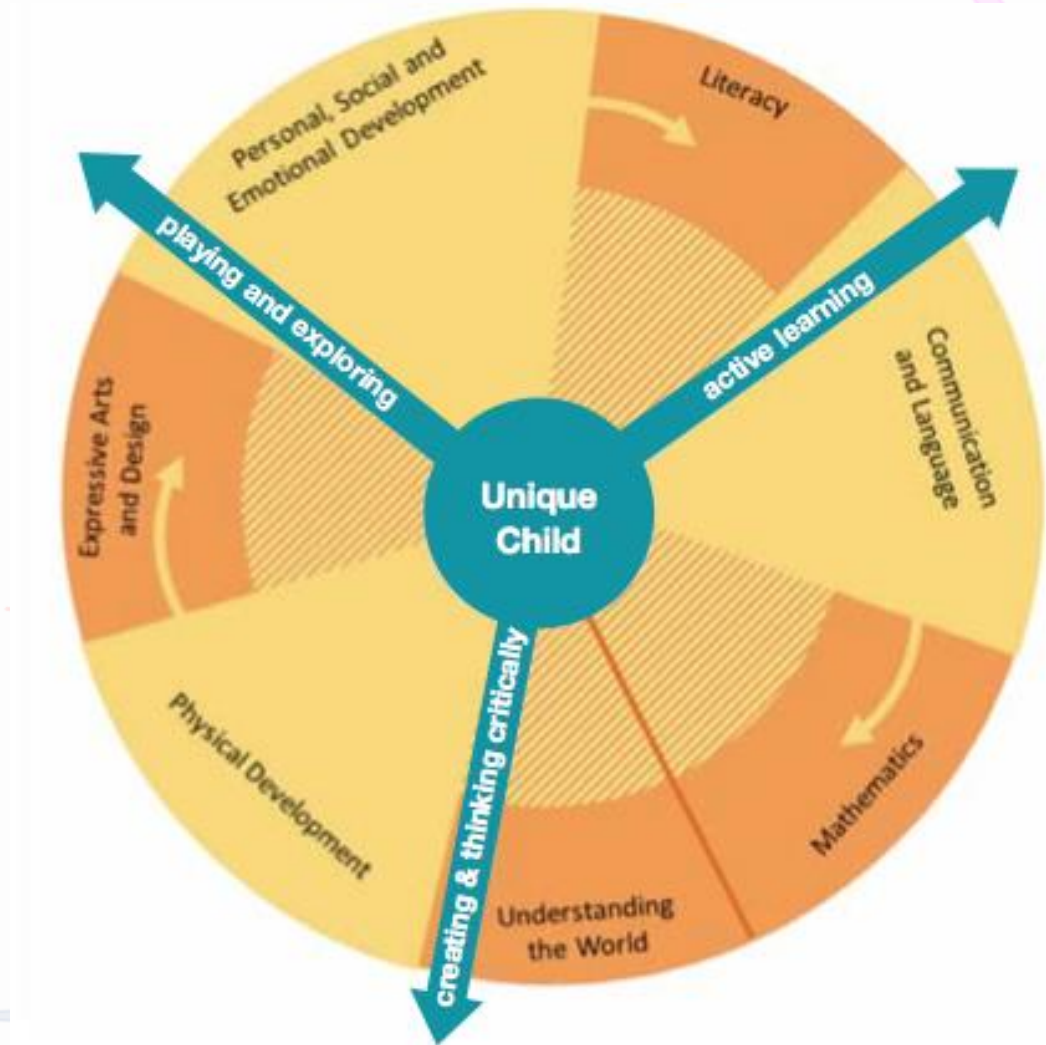 Personal, Social and
Emotional Development
Literacy
playing and exploring
active learning
Communication
and Language
Expressive Arts
and Design
Unique
Child
Physical Development
creating & thinking critically
Mathematics
Understanding
the World